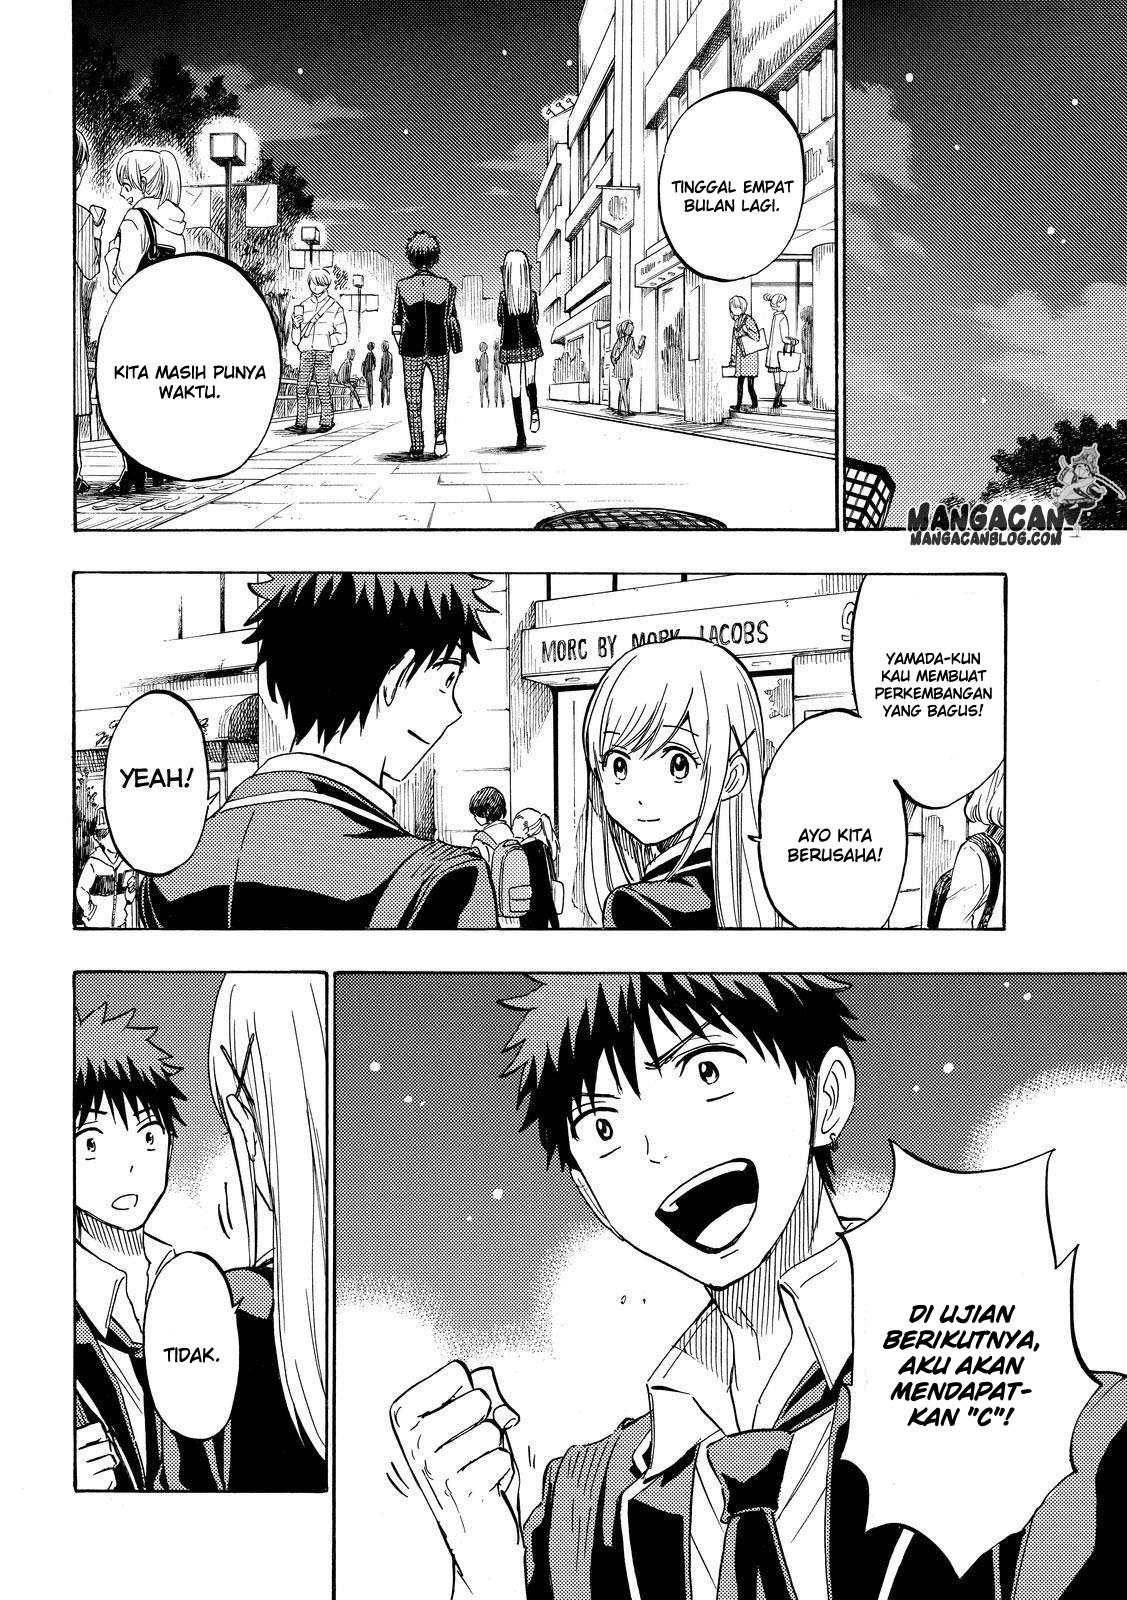 TINGGAL EMPAT
BULAN LAGI.
KITA MASIH PUNYA
WAKTU.
MANGACAN
MANGACANBLOG.COM
YAMADA-KUN
KAU MEMBUAT
PERKEMBANGAN
YANG BAGUS!
MORC BY MORK JACOBS
AYO KITA
BERUSAHA!
YEAH!
DI UJIAN
BERIKUTNYA,
AKU AKAN
MENDAPAT-
KAN "C"!
TIDAK.